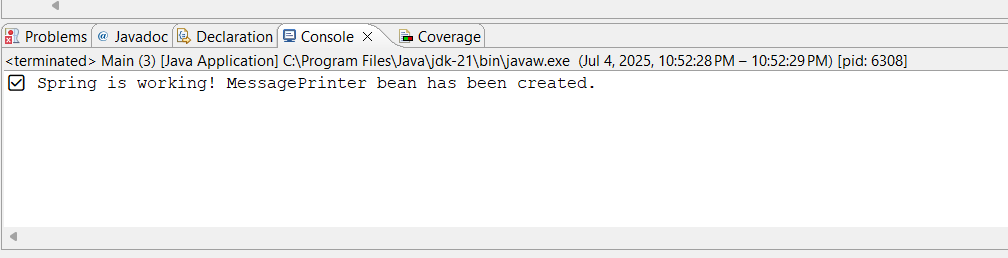 Problems @ Javadoc Declaration Console Coverage
<terminated> Main (3) [Java Application] C:\Program Files\Java\jdk-21\bin\javaw.exe (Jul 4, 2025, 10:52:28 PM – 10:52:29 PM) [pid: 6308]
☑ Spring is working! MessagePrinter bean has been created.